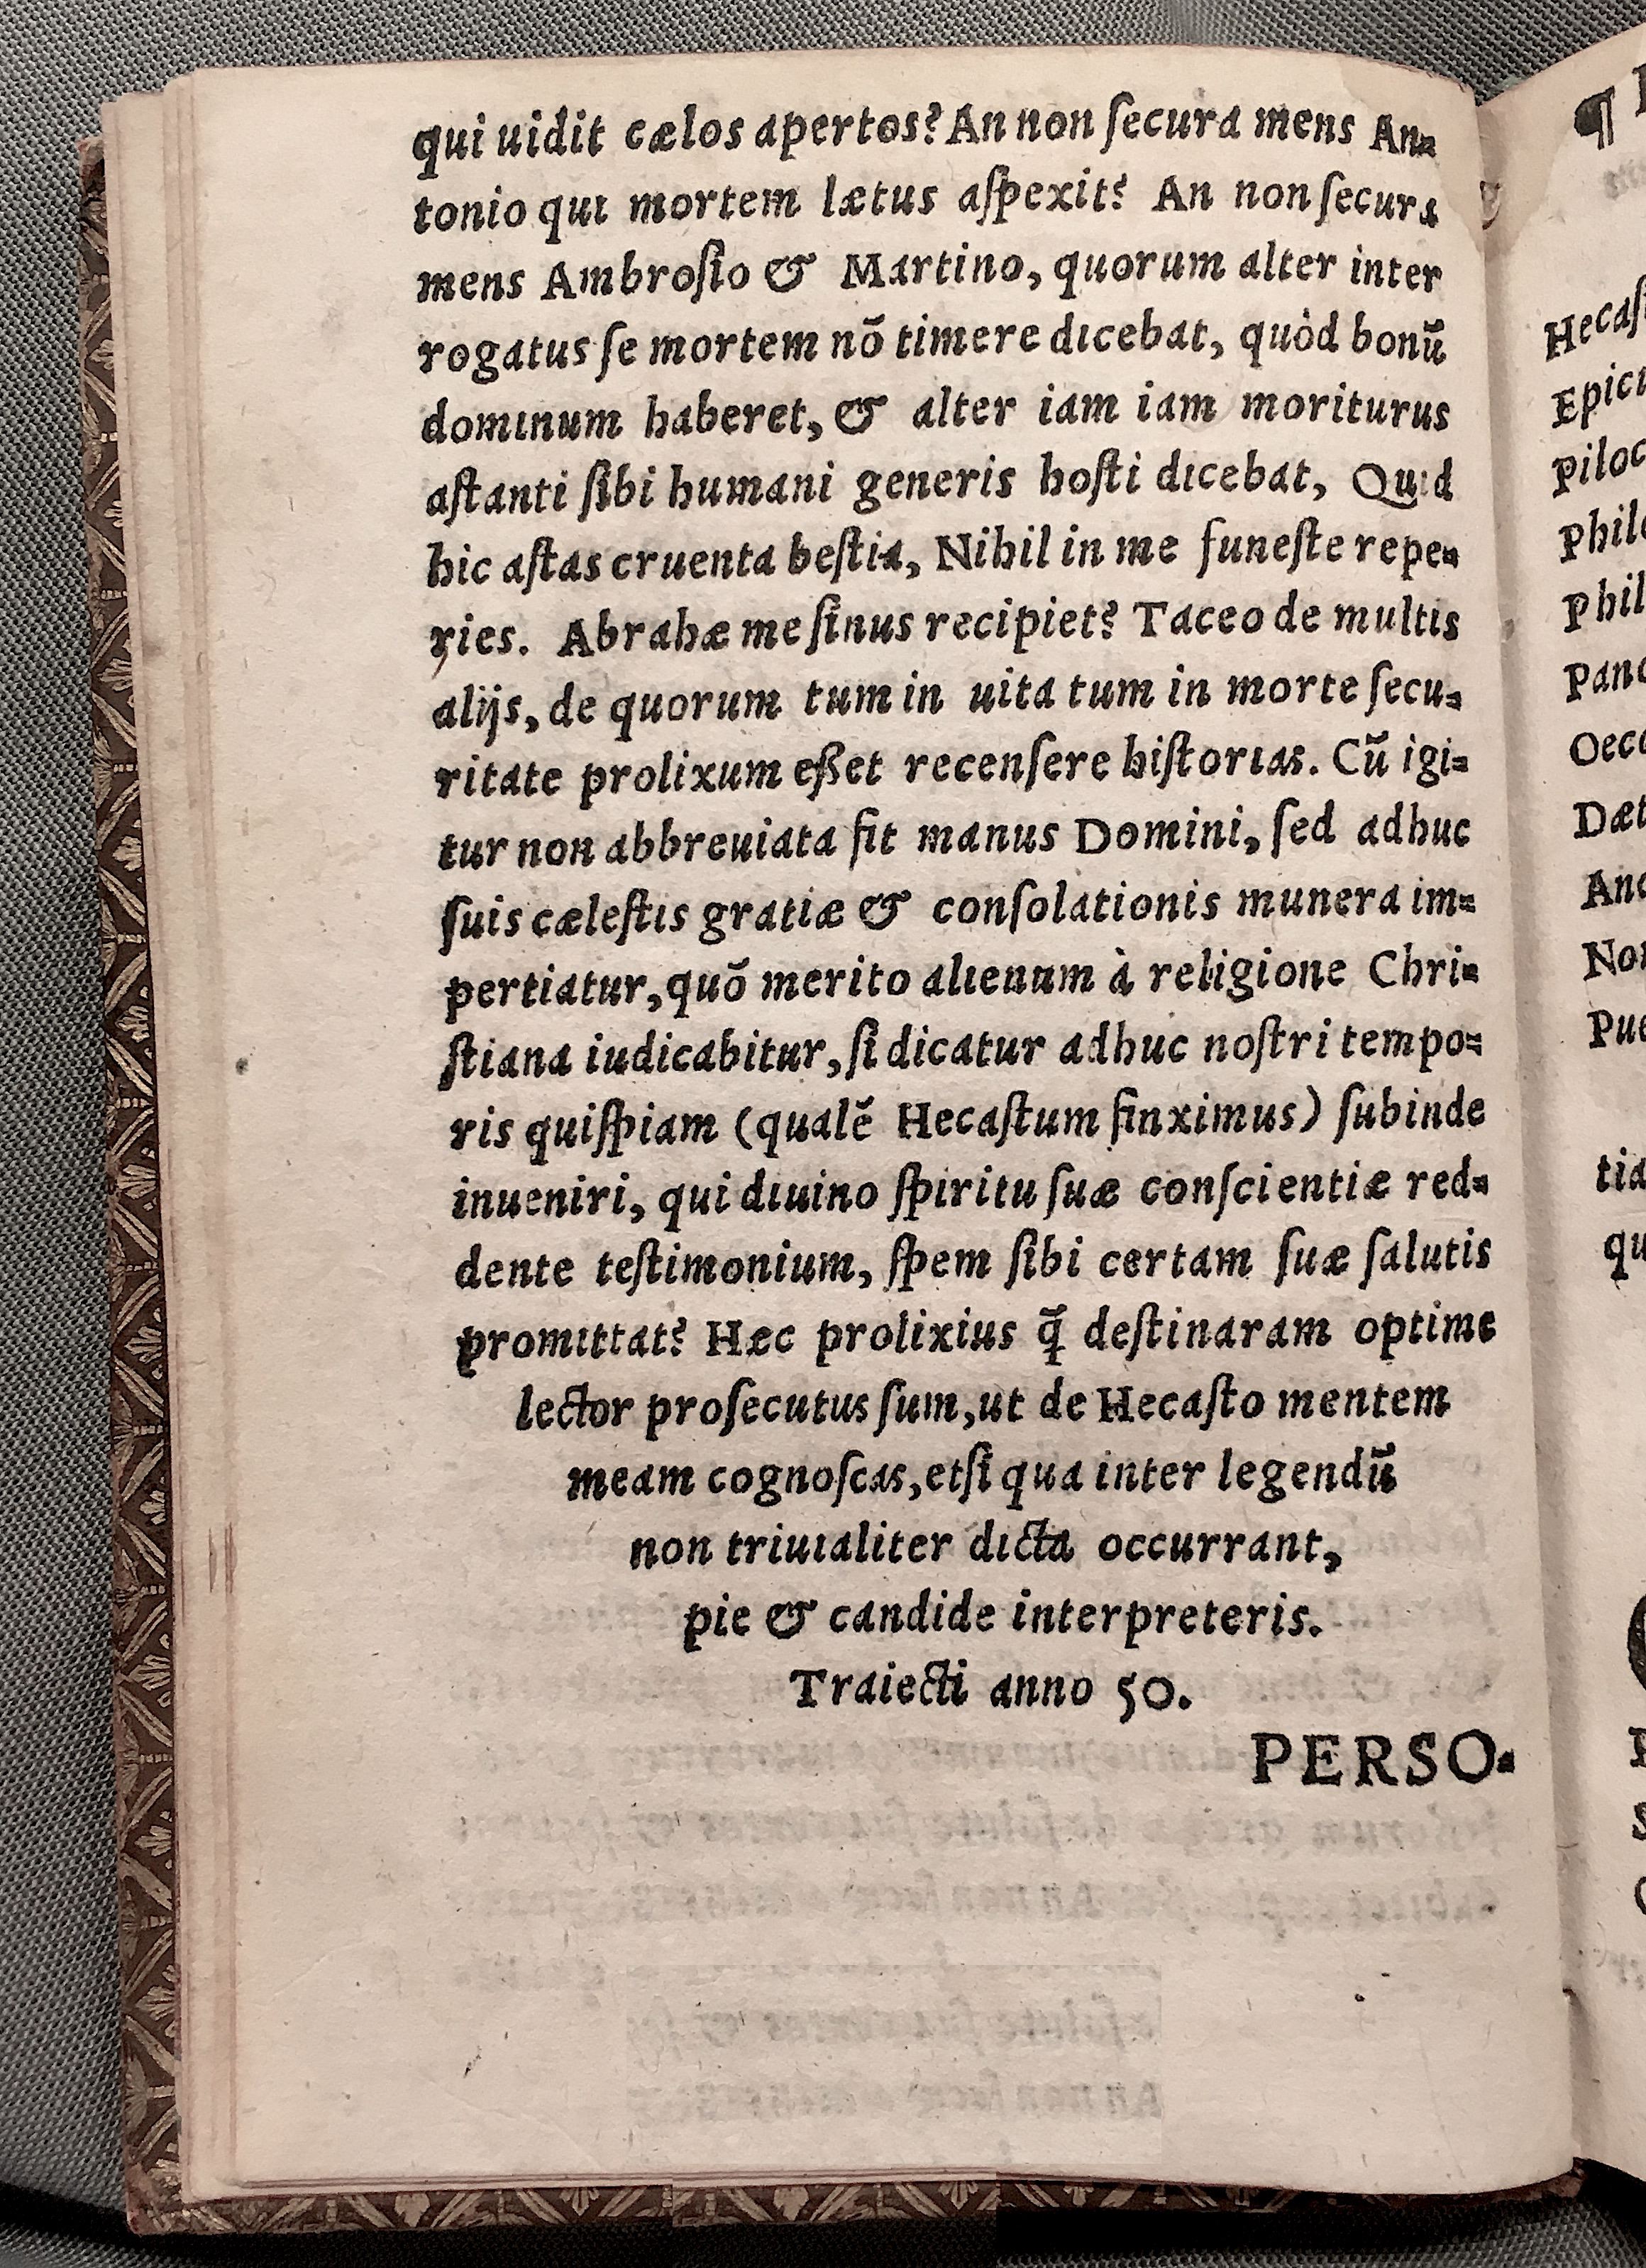 qui uidit cælos apertos? An non ſecura mens An=
tonio qui mortem lætus aſpexit? An non ſecura
mens Ambroſio & Martino, quorum alter inter
rogatus ſe mortem nõ timere dicebat, quòd bonũ
dominum haberet, & alter iam iam moriturus
aſtanti ſibi humani generis hoſti dicebat, Quid
hic aſtas cruenta beſtia, Nihil in me funeſte repe=
ries. Abrahæ me ſinus recipiet? Taceo de multis
alijs, de quorum tum in uita tum in morte ſecu=
ritate prolixum eßet recenſere hiſtorias. Cũ igi=
tur non abbreuiata ſit manus Domini, ſed adhuc
ſuis cæleſtis gratiæ & conſolationis munera im=
pertiatur, quõ merito alienum à religione Chri=
ſtiana iudicabitur, ſi dicatur adhuc noſtri tempo=
ris quiſpiam (qualẽ Hecaſtum finximus) ſubinde
inueniri, qui diuino ſpiritu ſuæ conſcientiæ red=
dente teſtimonium, ſpem ſibi certam ſuæ ſalutis
promittat? Hæc prolixius q̃ deſtinaram optime
lector proſecutus ſum, ut de Hecaſto mentem
meam cognoſcas, etſi qua inter legendũ
non triuialiter dicta occurrant,
pie & candide interpreteris.
Traiecti anno 50.
PERSO=
¶
Hecaſ
Epicu
Piloc
Phil
Phil
Pan
Oec
Dæt
An
No
Pue
tia
qu